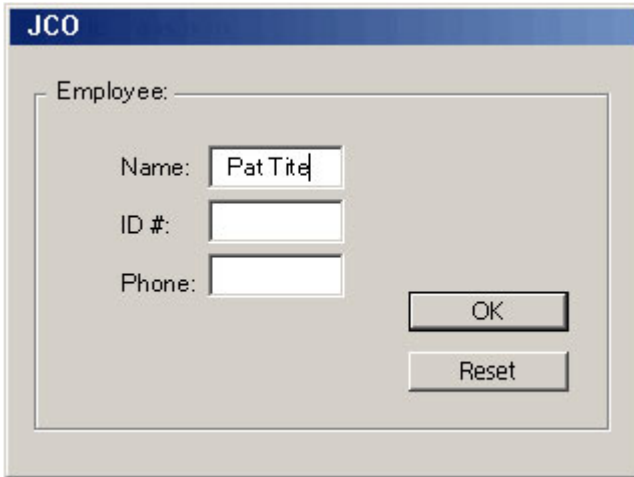 JCO
Employee:
Name: Pat Tite
ID #:
Phone:
OK
Reset